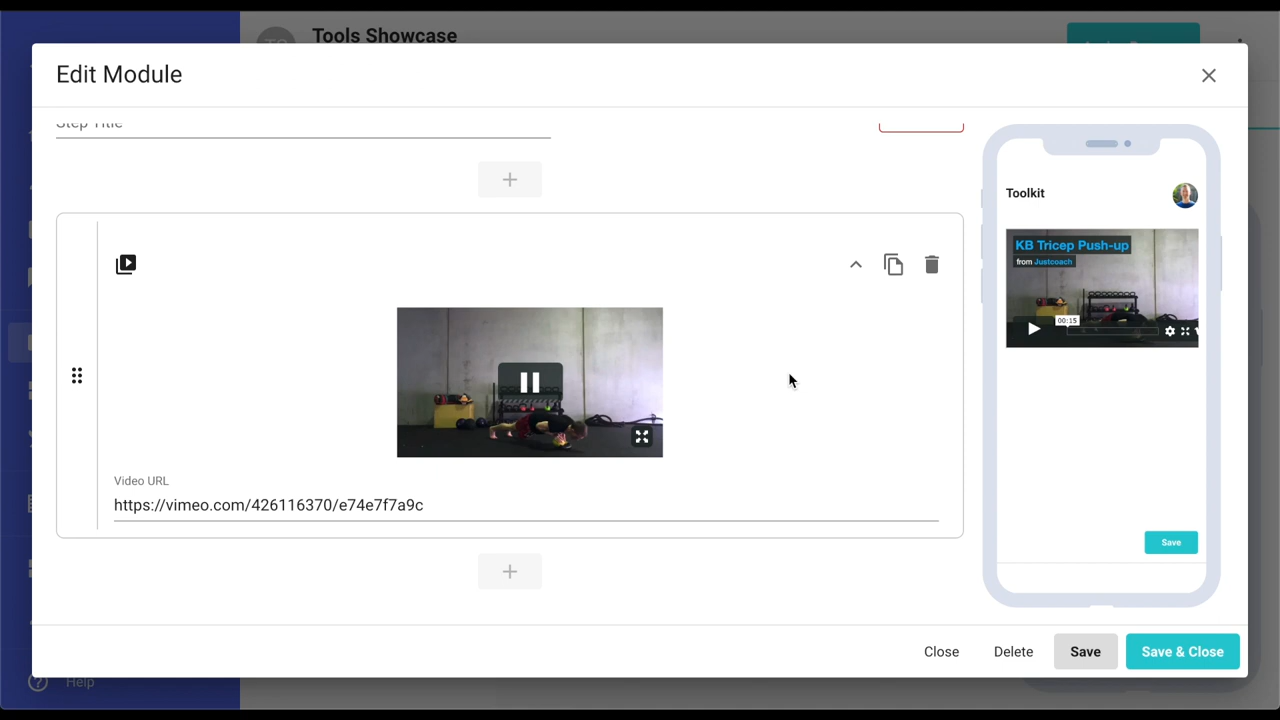 Tools Showcase
Edit Module
Step Title
Toolkit
KB Tricep Push-up
from Justcoach
00:15
Video URL
https://vimeo.com/426116370/e74e7f7a9c
Save
Close
Delete
Save
Save & Close
Help